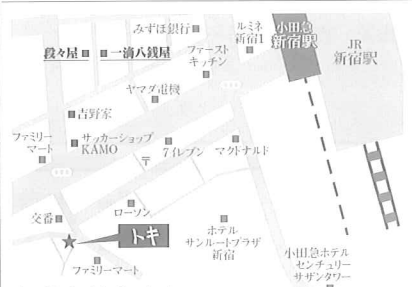 みずほ銀行
ルミネ
新宿1
小田急
新宿駅
JR
新宿駅
段々屋
一滴八銭屋
ファースト
キッチン
ヤマダ電機
吉野家
ファミリー
マート
サッカーショップ
KAMO
〒
7イレブン
マクドナルド
交番
ローソン
トキ
ファミリーマート
ホテル
サンルートプラザ
新宿
小田急ホテル
センチュリー
サザンタワー